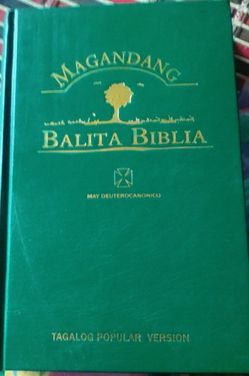 MAGANDANG
BALITA BIBLIA
MAY DEUTEROCANONICO
TAGALOG POPULAR VERSION